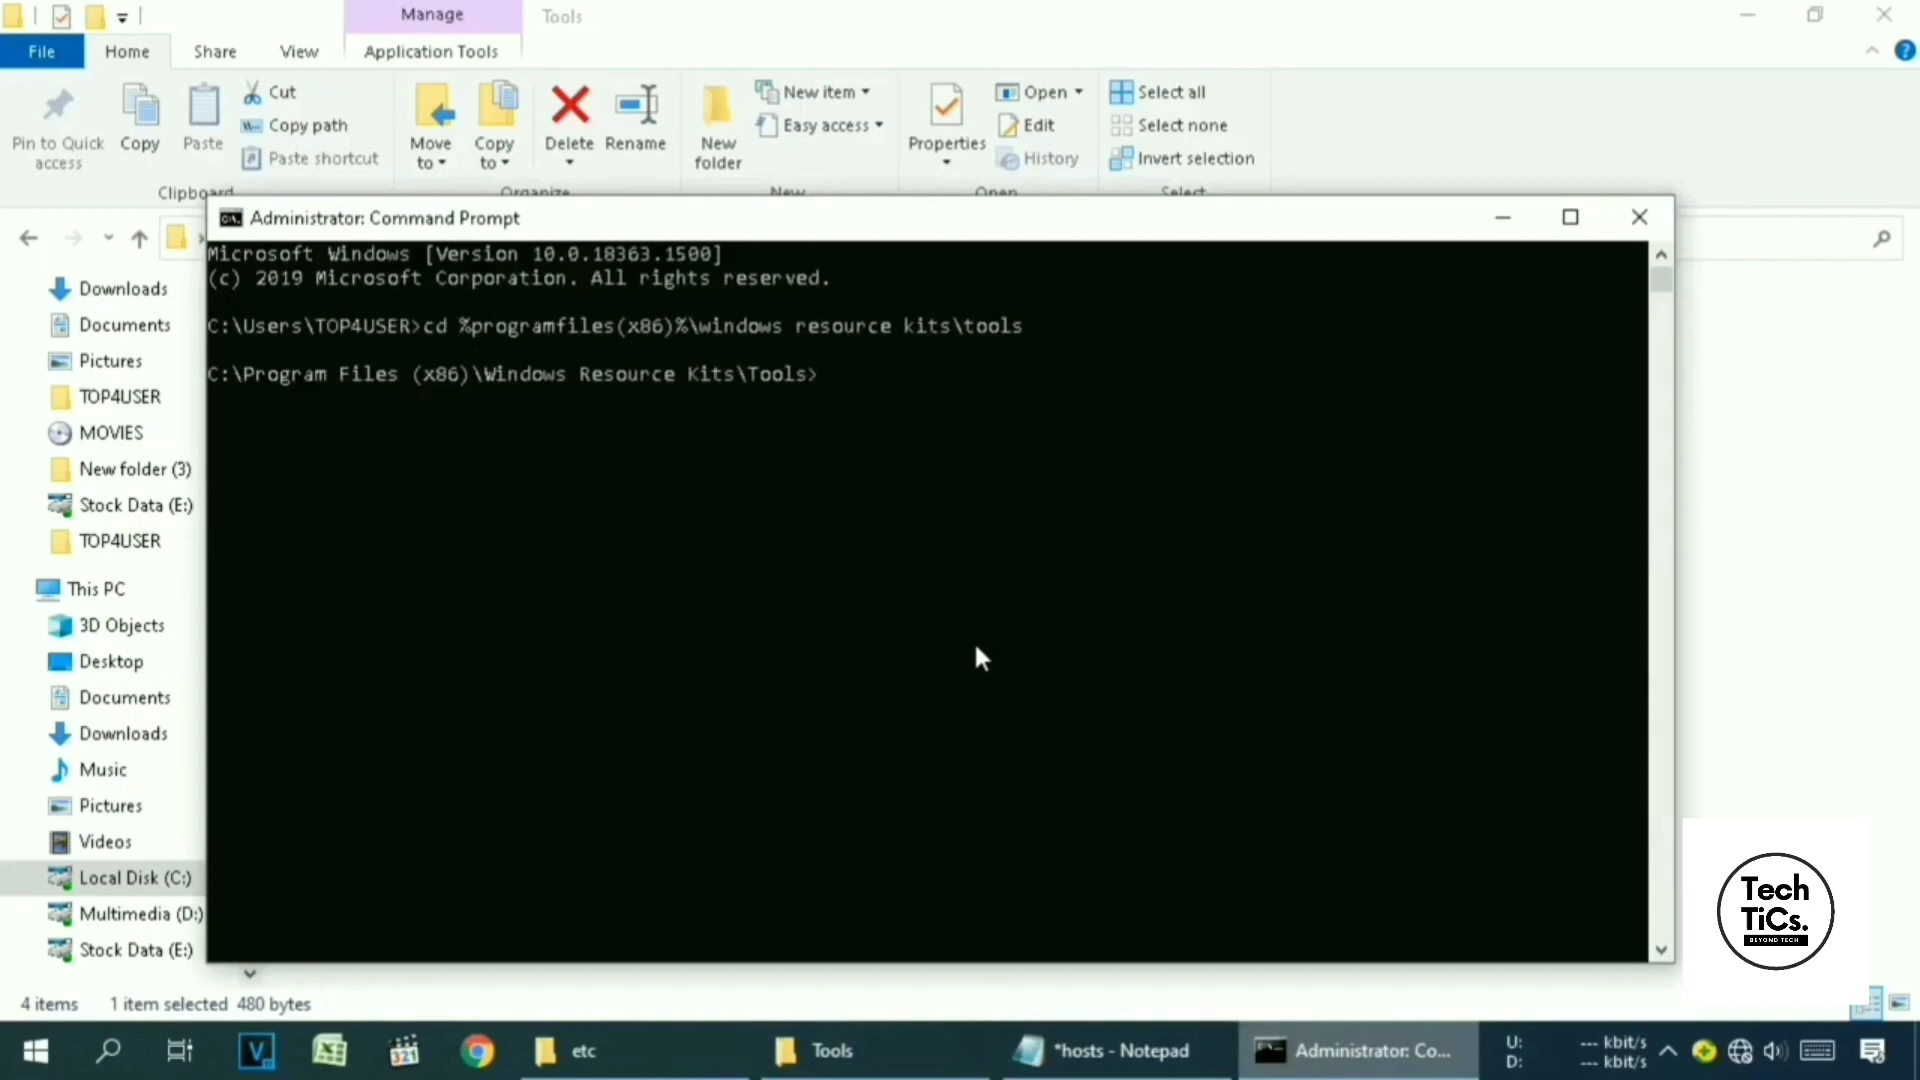 Manage
Tools
File
Home
Share
View
Application Tools
Pin to Quick access
Copy
Paste
Cut
Copy path
Paste shortcut
Move to
Copy to
Delete
Rename
New folder
New item
Easy access
Properties
Open
Edit
History
Select all
Select none
Invert selection
Clipboard
Organize
New
Open
Select
Administrator: Command Prompt
Microsoft Windows [Version 10.0.18363.1500]
(c) 2019 Microsoft Corporation. All rights reserved.
C:\Users\TOP4USER>cd %programfiles(x86)%\windows resource kits\tools
C:\Program Files (x86)\Windows Resource Kits\Tools>
Downloads
Documents
Pictures
TOP4USER
MOVIES
New folder (3)
Stock Data (E:)
TOP4USER
This PC
3D Objects
Desktop
Documents
Downloads
Music
Pictures
Videos
Local Disk (C:)
Multimedia (D:)
Stock Data (E:)
Tech
TiCs.
BEYOND TECH
4 items
1 item selected 480 bytes
321
etc
Tools
*hosts - Notepad
Administrator: Co...
U: --- kbit/s
D: --- kbit/s